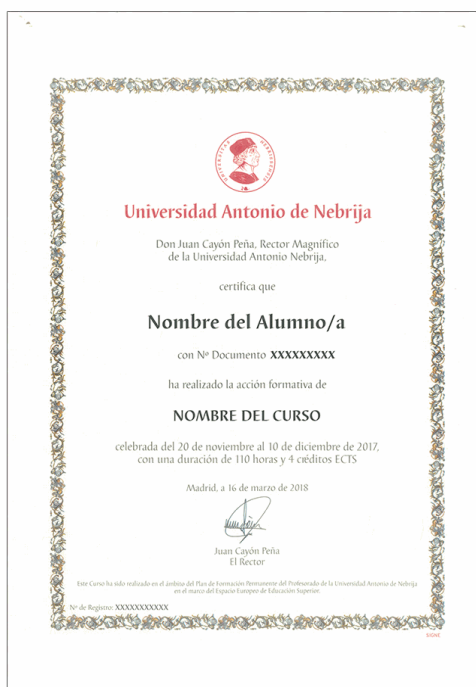 UNIVERSITAS NEBRISSENSIS
Universidad Antonio de Nebrija
Don Juan Cayón Peña, Rector Magnífico
de la Universidad Antonio Nebrija,
certifica que
Nombre del Alumno/a
con Nº Documento XXXXXXXXX
ha realizado la acción formativa de
NOMBRE DEL CURSO
celebrada del 20 de noviembre al 10 de diciembre de 2017,
con una duración de 110 horas y 4 créditos ECTS
Madrid, a 16 de marzo de 2018
Juan Cayón Peña
El Rector
Este Curso ha sido realizado en el ámbito del Plan de Formación Permanente del Profesorado de la Universidad Antonio de Nebrija
en el marco del Espacio Europeo de Educación Superior.
Nº de Registro: XXXXXXXXXXX
SIGNE